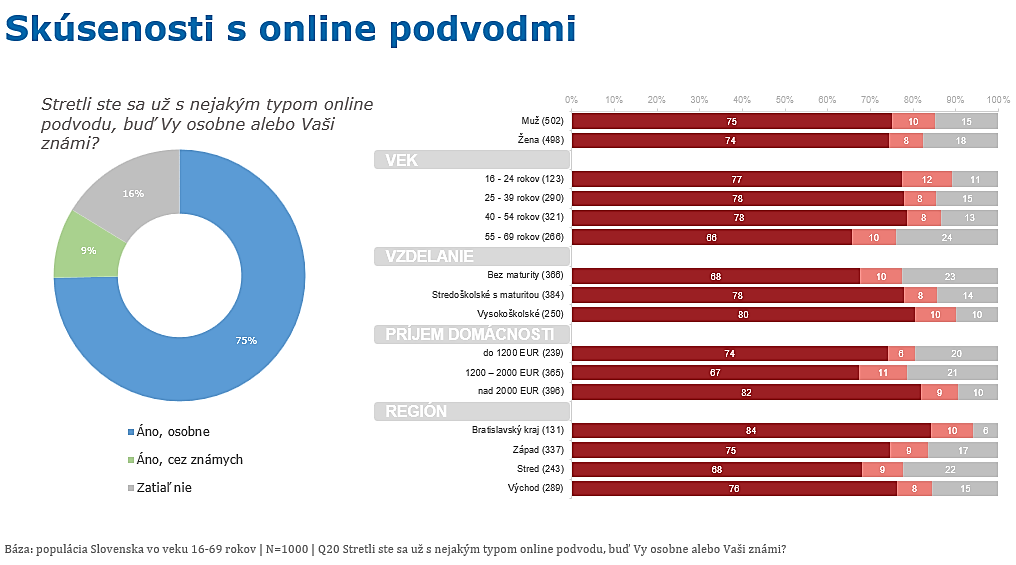 Skúsenosti s online podvodmi
Stretli ste sa už s nejakým typom online
podvodu, buď Vy osobne alebo Vaši
známi?
16%
9%
75%
Áno, osobne
Áno, cez známych
Zatiaľ nie
0% 10% 20% 30% 40% 50% 60% 70% 80% 90% 100%
Muž (502) 75 10 15
Žena (498) 74 8 18
VEK
16 - 24 rokov (123) 77 12 11
25 - 39 rokov (290) 78 8 15
40 - 54 rokov (321) 78 8 13
55 - 69 rokov (266) 66 10 24
VZDELANIE
Bez maturity (366) 68 10 23
Stredoškolské s maturitou (384) 78 8 14
Vysokoškolské (250) 80 10 10
PRÍJEM DOMÁCNOSTI
do 1200 EUR (239) 74 6 20
1200 – 2000 EUR (365) 67 11 21
nad 2000 EUR (396) 82 9 10
REGIÓN
Bratislavský kraj (131) 84 10 6
Západ (337) 75 9 17
Stred (243) 68 9 22
Východ (289) 76 8 15
Báza: populácia Slovenska vo veku 16-69 rokov | N=1000 | Q20 Stretli ste sa už s nejakým typom online podvodu, buď Vy osobne alebo Vaši známi?